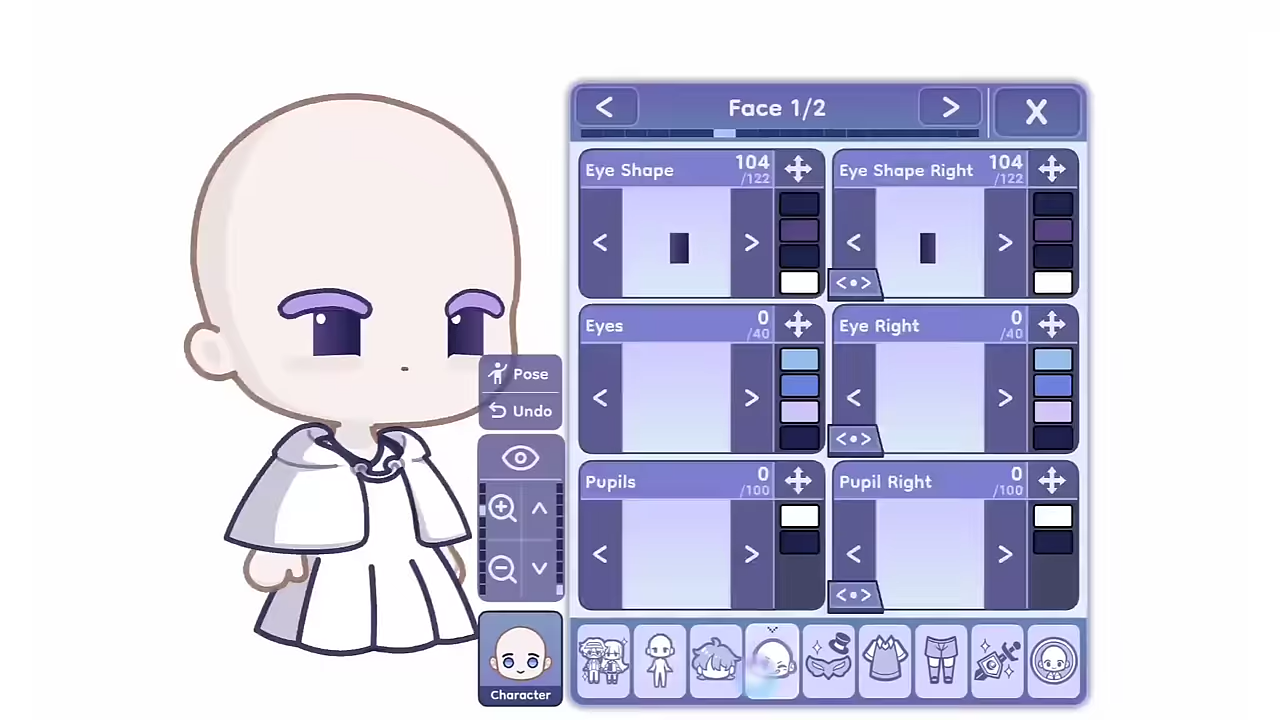 Face 1/2
X
Eye Shape 104 /122
Eye Shape Right 104 /122
Eyes 0 /40
Eye Right 0 /40
Pose
Undo
Pupils 0 /100
Pupil Right 0 /100
Character